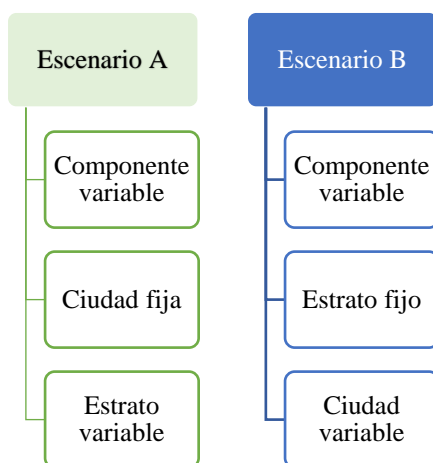 Escenario A
Componente
variable
Ciudad fija
Estrato
variable
Escenario B
Componente
variable
Estrato fijo
Ciudad
variable